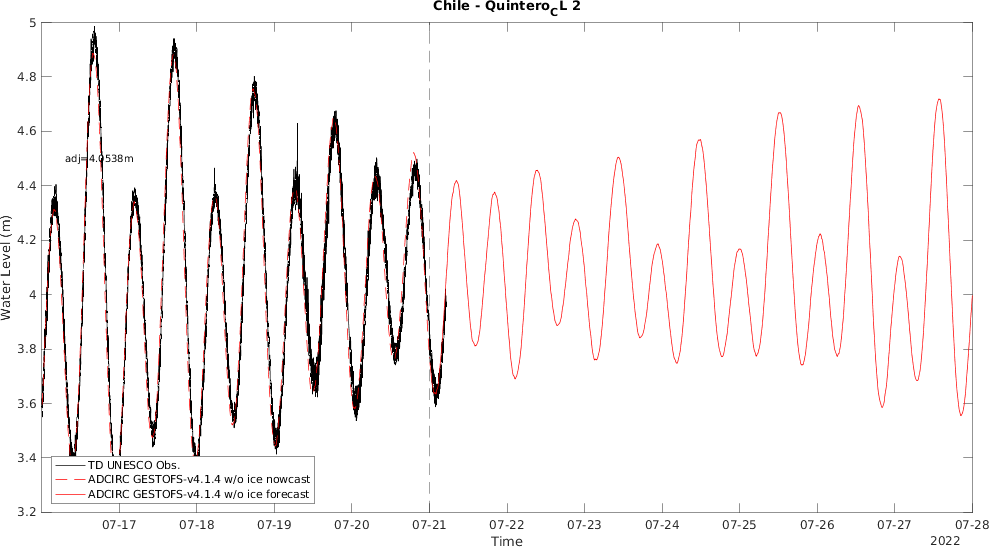 Chile - QuinteroCL 2
Water Level (m)
5
4.8
4.6
4.4
4.2
4
3.8
3.6
3.4
3.2
adj=4.0538m
TD UNESCO Obs.
ADCIRC GESTOFS-v4.1.4 w/o ice nowcast
ADCIRC GESTOFS-v4.1.4 w/o ice forecast
07-17 07-18 07-19 07-20 07-21 07-22 07-23 07-24 07-25 07-26 07-27 07-28
Time
2022